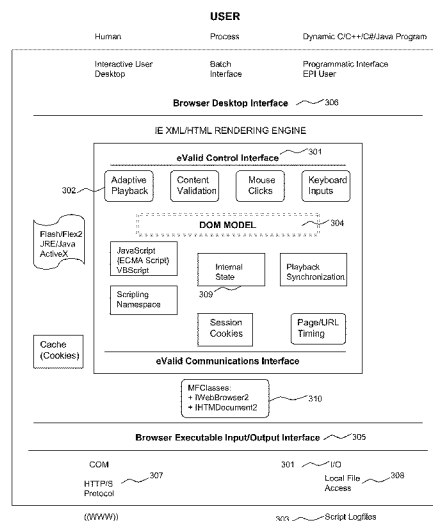 USER
Human Process Dynamic C/C++/C#/Java Program
Interactive User Desktop
Batch Interface
Programmatic Interface EPI User
Browser Desktop Interface 306
IE XML/HTML RENDERING ENGINE
eValid Control Interface 301
302
Adaptive Playback
Content Validation
Mouse Clicks
Keyboard Inputs
DOM MODEL 304
Flash/Flex2
JRE/Java
ActiveX
JavaScript
{ECMA Script}
VBScript
Internal State
309
Playback Synchronization
Scripting Namespace
Session Cookies
Page/URL Timing
Cache
(Cookies)
eValid Communications Interface
MFClasses:
+ IWebBrowser2
+ IHTMDocument2
310
Browser Executable Input/Output Interface 305
COM 301 I/O
HTTP/S Protocol 307
Local File Access 308
((WWW)) 303 Script Logfiles